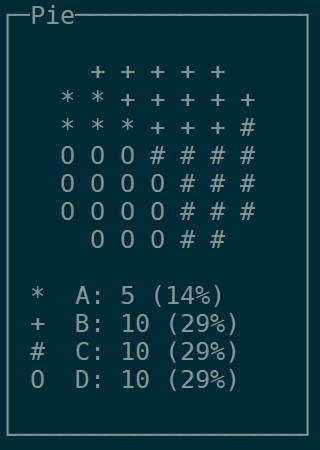 Pie
+ + + + +
* * + + + + +
* * * + + + #
O O O # # # #
O O O O # # #
O O O O # # #
O O O # #
* A: 5 (14%)
+ B: 10 (29%)
# C: 10 (29%)
O D: 10 (29%)